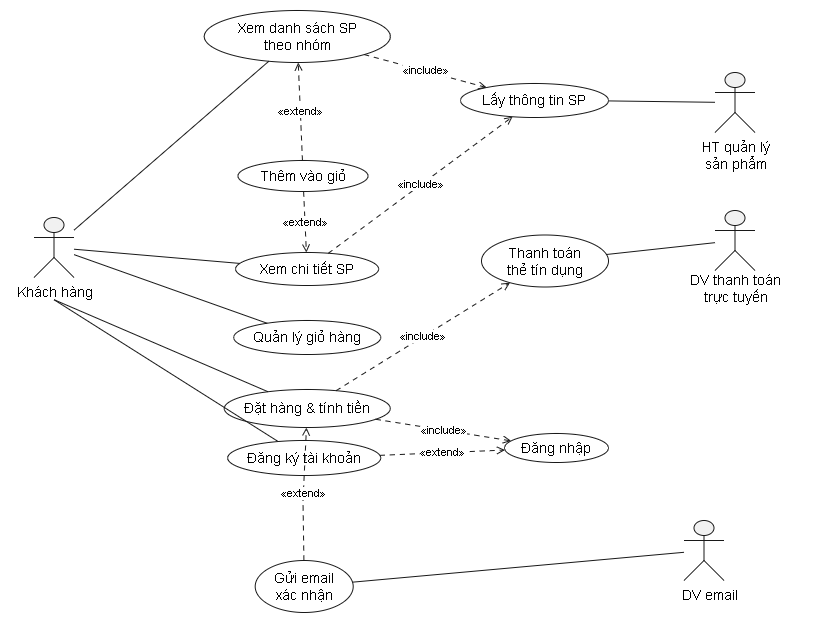 Xem danh sách SP
theo nhóm
«include»
Lấy thông tin SP
HT quản lý
sản phẩm
«extend»
Thêm vào giỏ
«include»
«extend»
Xem chi tiết SP
Khách hàng
Thanh toán
thẻ tín dụng
DV thanh toán
trực tuyến
Quản lý giỏ hàng
«include»
Đặt hàng & tính tiền
«include»
Đăng ký tài khoản
«extend»
Đăng nhập
«extend»
Gửi email
xác nhận
DV email